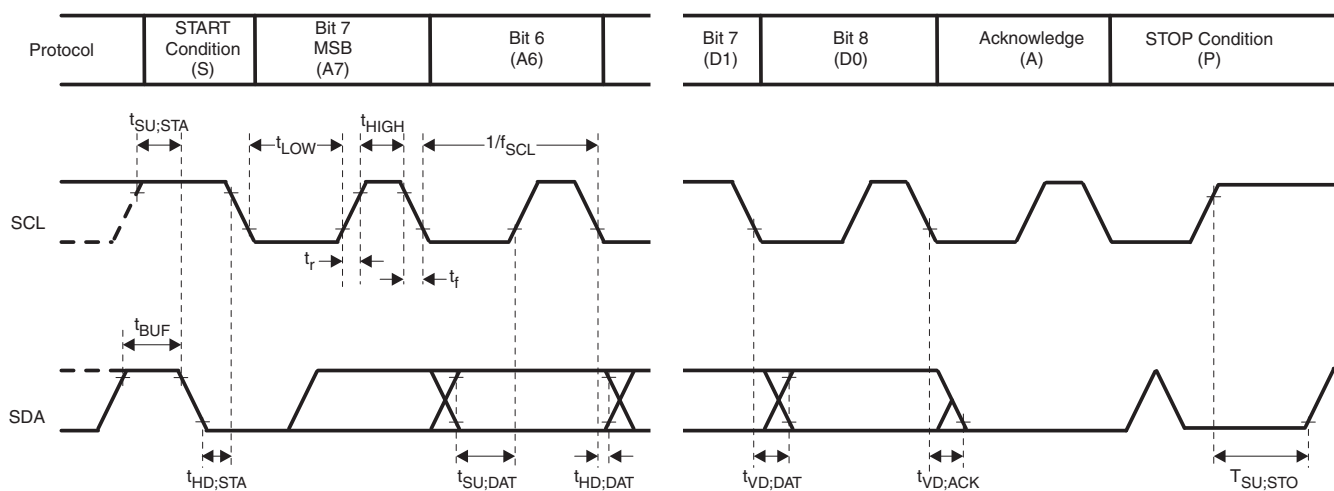 Protocol
START
Condition
(S)
Bit 7
MSB
(A7)
Bit 6
(A6)
Bit 7
(D1)
Bit 8
(D0)
Acknowledge
(A)
STOP Condition
(P)
tSU;STA
tLOW
tHIGH
1/fSCL
SCL
tr
tf
tBUF
SDA
tHD;STA
tSU;DAT
tHD;DAT
tVD;DAT
tVD;ACK
TSU;STO